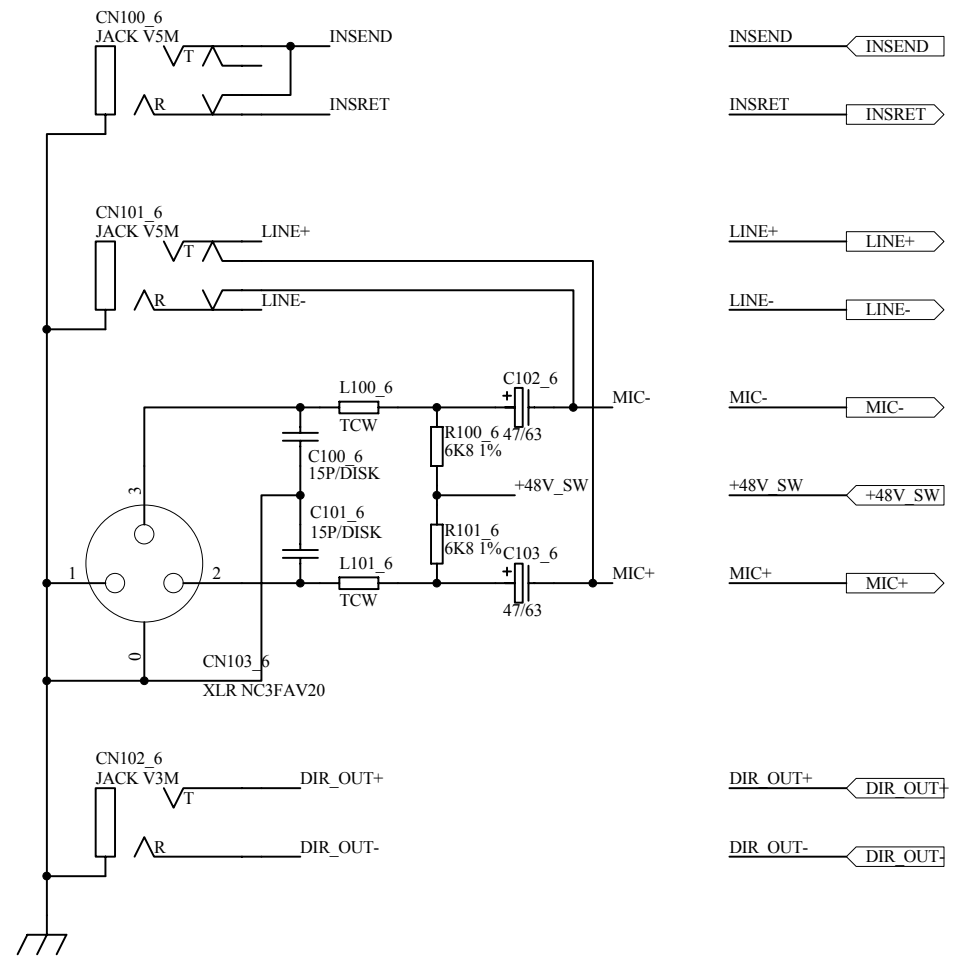 CN100_6
JACK V5M
T
INSEND
R
INSRET
INSEND
INSEND
INSRET
INSRET
CN101_6
JACK V5M
T
LINE+
R
LINE-
LINE+
LINE+
LINE-
LINE-
L100_6
TCW
C102_6
+
47/63
MIC-
MIC-
MIC-
R100_6
6K8 1%
C100_6
15P/DISK
3
+48V_SW
+48V_SW
+48V_SW
C101_6
15P/DISK
R101_6
6K8 1%
1
2
L101_6
TCW
C103_6
+
47/63
MIC+
MIC+
MIC+
0
CN103_6
XLR NC3FAV20
CN102_6
JACK V3M
T
DIR_OUT+
R
DIR_OUT-
DIR_OUT+
DIR_OUT+
DIR_OUT-
DIR_OUT-